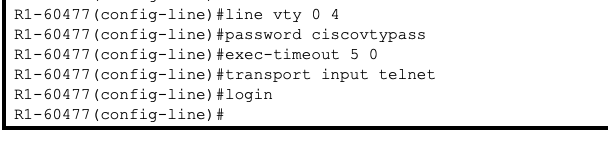 R1-60477(config-line)#line vty 0 4
R1-60477(config-line)#password ciscovtypass
R1-60477(config-line)#exec-timeout 5 0
R1-60477(config-line)#transport input telnet
R1-60477(config-line)#login
R1-60477(config-line)#